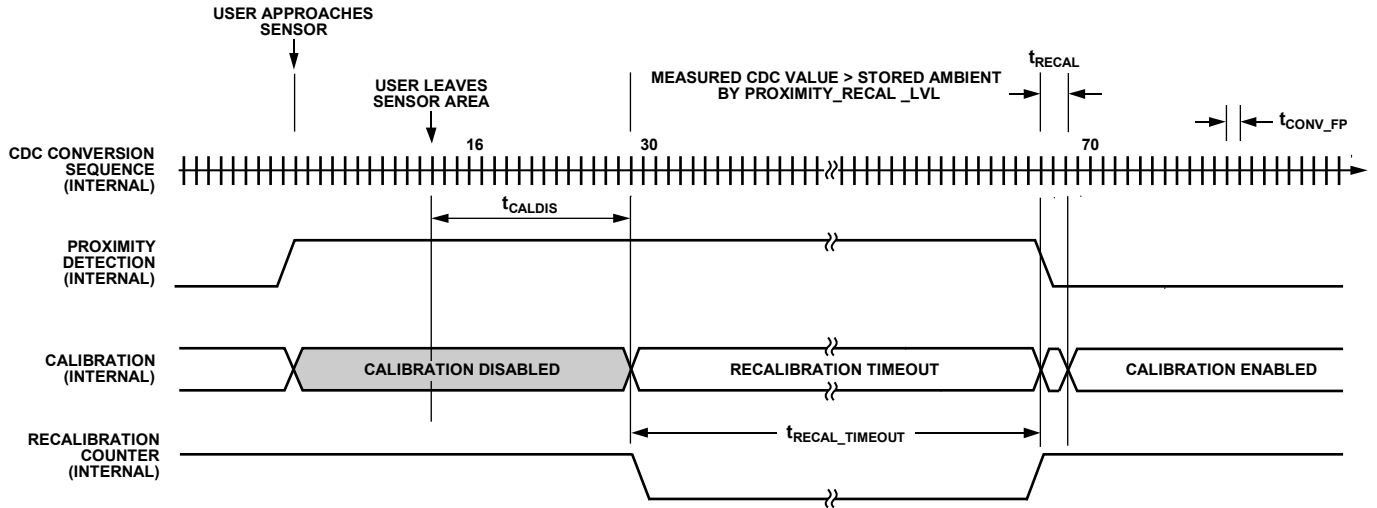 USER APPROACHES
SENSOR
USER LEAVES
SENSOR AREA
MEASURED CDC VALUE > STORED AMBIENT
BY PROXIMITY_RECAL _LVL
tRECAL
tCONV_FP
16
30
70
CDC CONVERSION
SEQUENCE
(INTERNAL)
tCALDIS
PROXIMITY
DETECTION
(INTERNAL)
CALIBRATION
(INTERNAL)
CALIBRATION DISABLED
RECALIBRATION TIMEOUT
CALIBRATION ENABLED
RECALIBRATION
COUNTER
(INTERNAL)
tRECAL_TIMEOUT